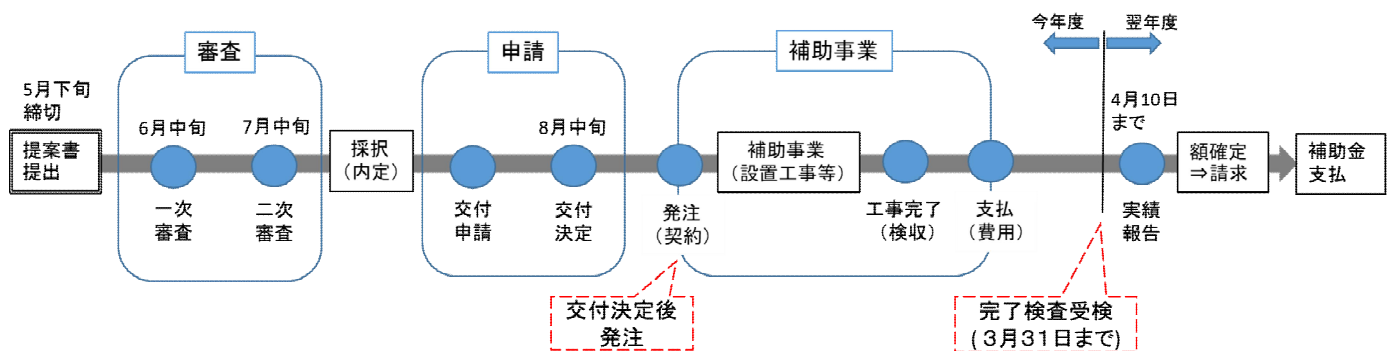 審査
申請
補助事業
今年度
翌年度
5月下旬
締切
提案書
提出
6月中旬
7月中旬
一次
審査
二次
審査
採択
（内定）
8月中旬
交付
申請
交付
決定
発注
（契約）
補助事業
（設置工事等）
工事完了
（検収）
支払
（費用）
4月10日
まで
実績
報告
額確定
⇒請求
補助金
支払
交付決定後
発注
完了検査受検
(３月31日まで)